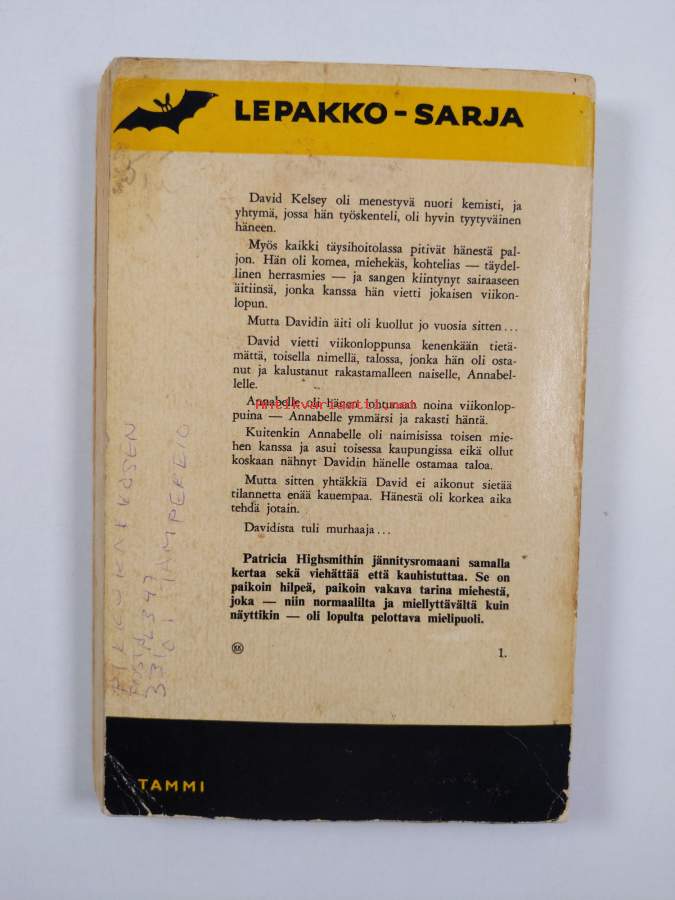 LEPAKKO - SARJA
David Kelsey oli menestyvä nuori kemisti, ja
yhtymä, jossa hän työskenteli, oli hyvin tyytyväinen
häneen.
Myös kaikki täysihoitolassa pitivät hänestä pal-
jon. Hän oli komea, miehekäs, kohtelias — täydel-
linen herrasmies — ja sangen kiintynyt sairaaseen
äitiinsä, jonka kanssa hän vietti jokaisen viikon-
lopun.
Mutta Davidin äiti oli kuollut jo vuosia sitten...
David vietti viikonloppunsa kenenkään tietä-
mättä, toisella nimellä, talossa, jonka hän oli osta-
nut ja kalustanut rakastamalleen naiselle, Annabel-
lelle.
Annabelle oli hänen luonaan noina viikonlop-
Antikvariaatti.net
puina — Annabelle ymmärsi ja rakasti häntä.
Kuitenkin Annabelle oli naimisissa toisen mie-
hen kanssa ja asui toisessa kaupungissa eikä ollut
koskaan nähnyt Davidin hänelle ostamaa taloa.
Mutta sitten yhtäkkiä David ei aikonut sietää
tilannetta enää kauempaa. Hänestä oli korkea aika
tehdä jotain.
Davidista tuli murhaaja...
Patricia Highsmithin jännitysromaani samalla
kertaa sekä viehättää että kauhistuttaa. Se on
paikoin hilpeä, paikoin vakava tarina miehestä,
joka — niin normaalilta ja miellyttävältä kuin
näyttikin — oli lopulta pelottava mielipuoli.
KK
1.
TAMMI